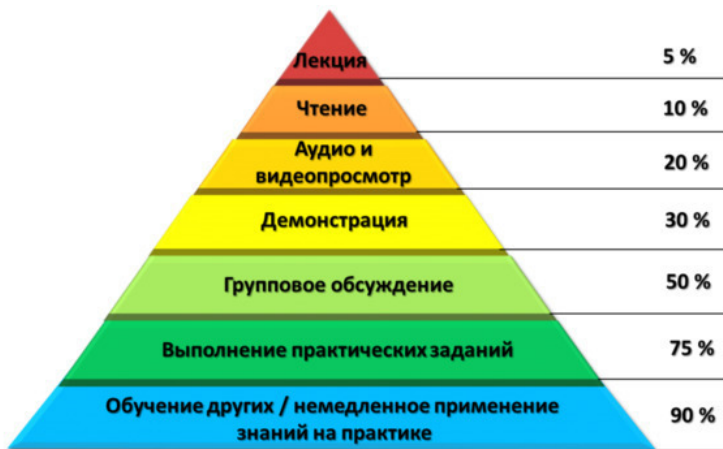 Лекция 5 %
Чтение 10 %
Аудио и
видеопросмотр 20 %
Демонстрация 30 %
Групповое обсуждение 50 %
Выполнение практических заданий 75 %
Обучение других / немедленное применение
знаний на практике 90 %